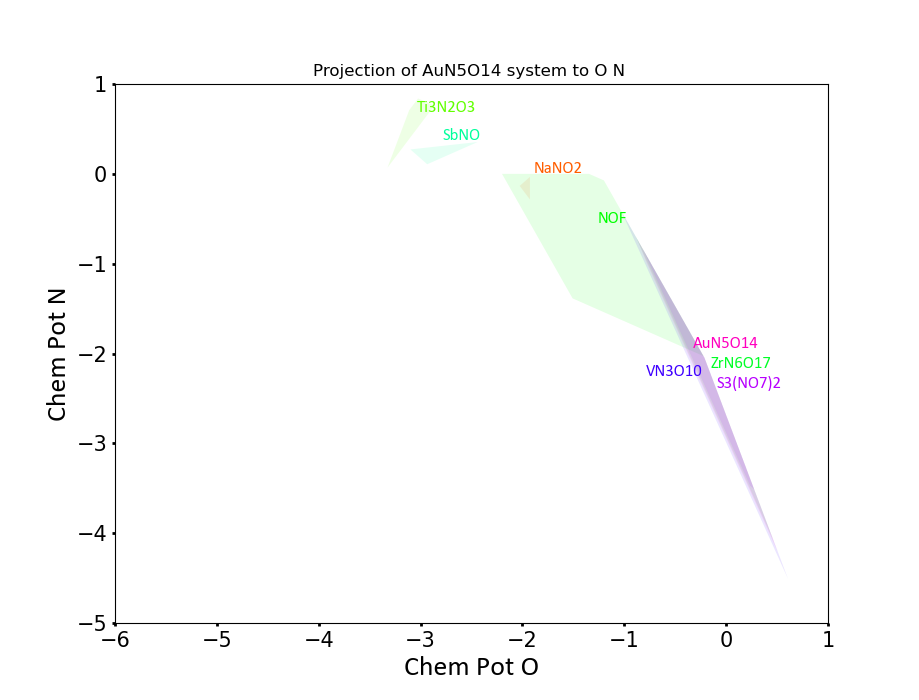 Projection of AuN5O14 system to O N
1
0
−1
−2
−3
−4
−5
Chem Pot N
Ti3N2O3
SbNO
NaNO2
NOF
AuN5O14
ZrN6O17
VN3O10
S3(NO7)2
−6
−5
−4
−3
−2
−1
0
1
Chem Pot O